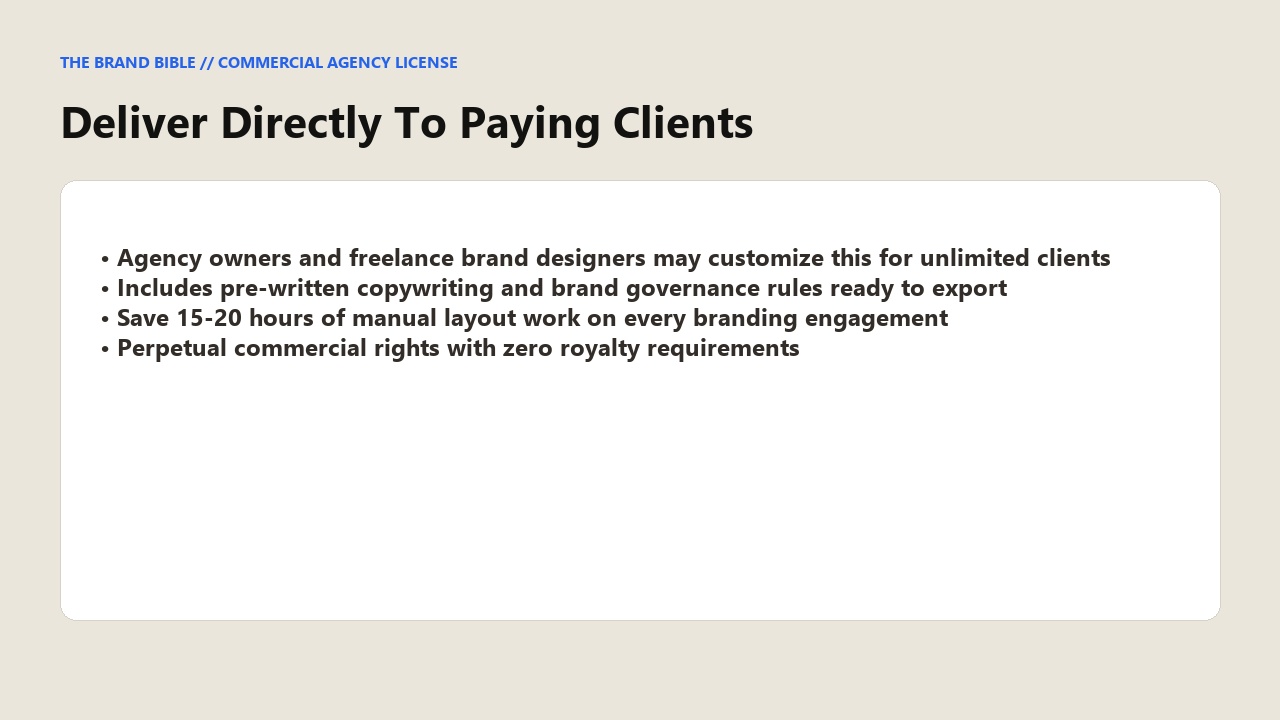 THE BRAND BIBLE // COMMERCIAL AGENCY LICENSE
Deliver Directly To Paying Clients
• Agency owners and freelance brand designers may customize this for unlimited clients
• Includes pre-written copywriting and brand governance rules ready to export
• Save 15-20 hours of manual layout work on every branding engagement
• Perpetual commercial rights with zero royalty requirements